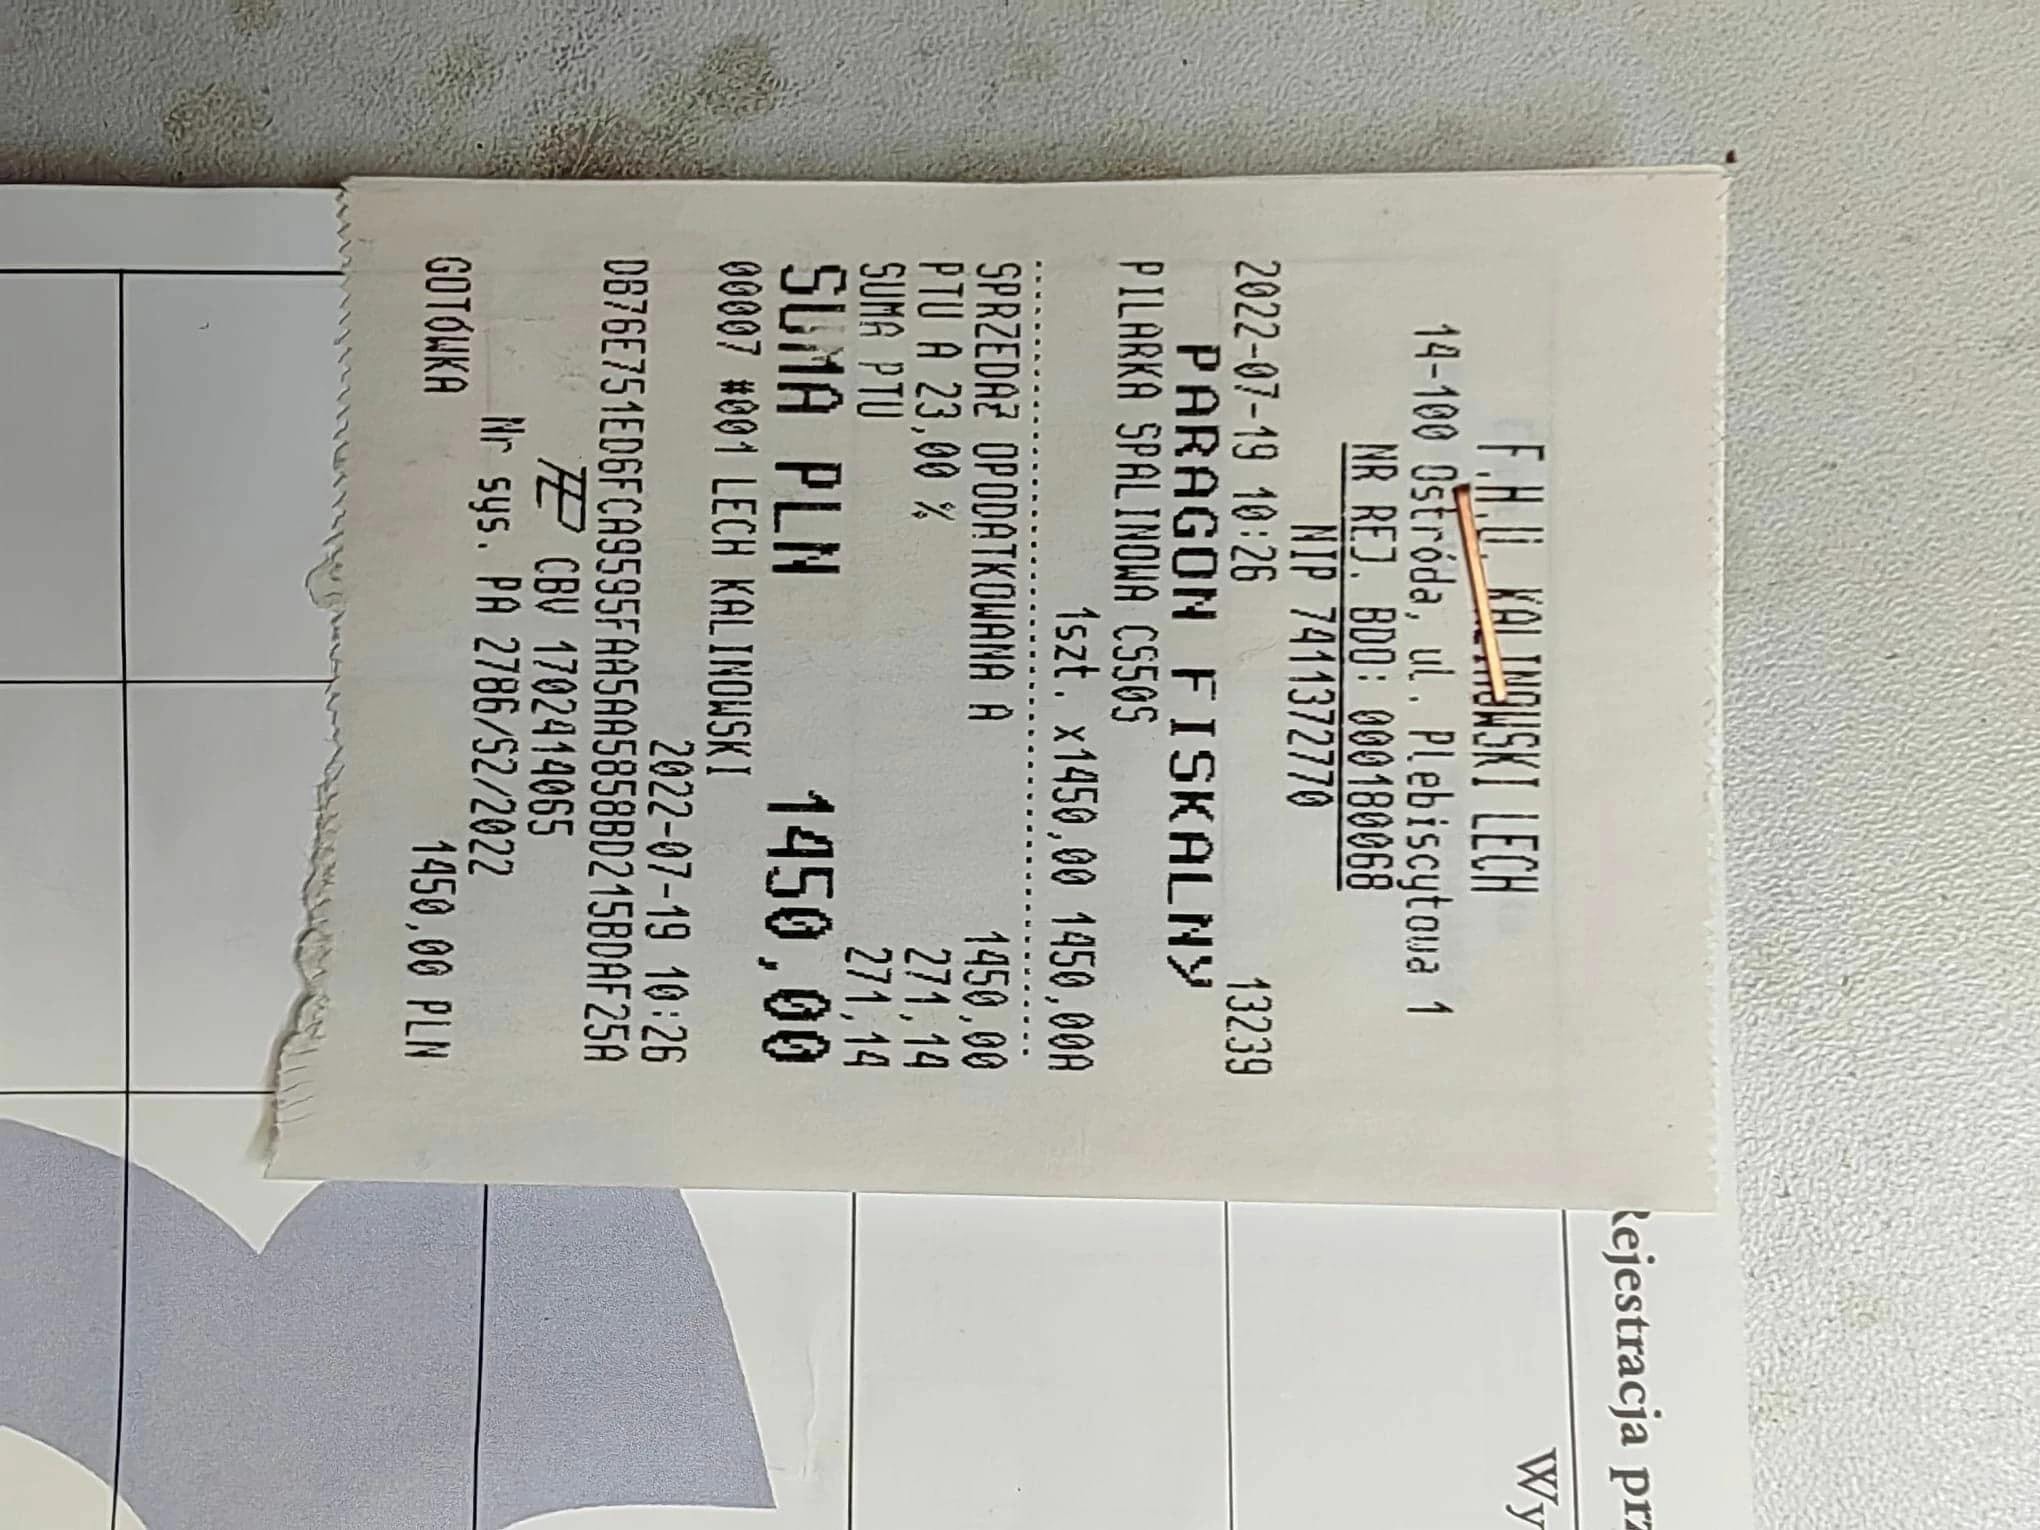 F.H.U. KALINOWSKI LECH
14-100 Ostróda, ul. Plebiscytowa 1
NR REJ. BDO: 000180068
NIP 7411372770
2022-07-19 10:26 13239
PARAGON FISKALNY
PILARKA SPALINOWA CS50S
1szt. x1450,00 1450,00A
SPRZEDAŻ OPODATKOWANA A 1450,00
PTU A 23,00 % 271,14
SUMA PTU 271,14
SUMA PLN 1450,00
00007 #001 LECH KALINOWSKI
2022-07-19 10:26
DB76E751ED6FCA9595FAA5AA5858BD215BDAF25A
CBV 1702414065
Nr sys. PA 2786/S2/2022
GOTÓWKA 1450,00 PLN
Rejestracja prz
Wy